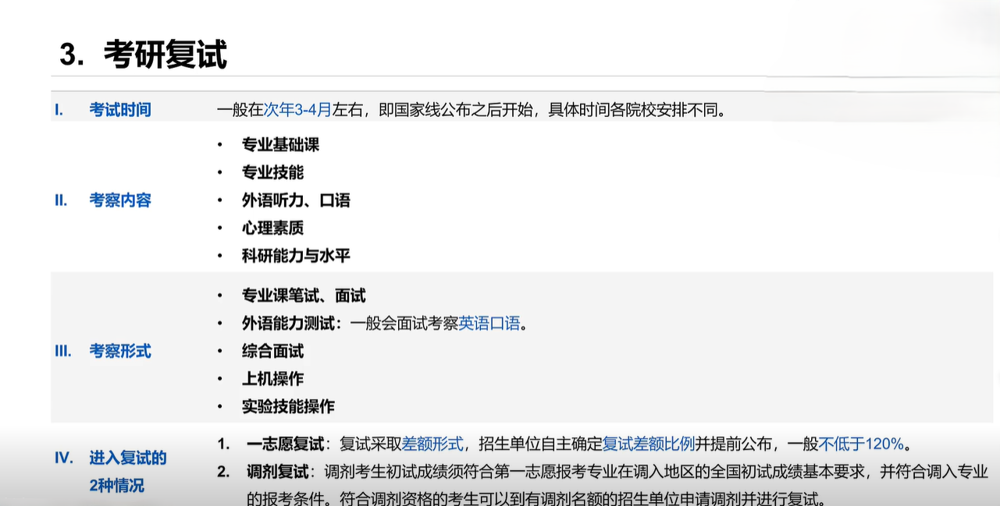 3. 考研复试
I. 考试时间 一般在次年3-4月左右，即国家线公布之后开始，具体时间各院校安排不同。
II. 考察内容
• 专业基础课
• 专业技能
• 外语听力、口语
• 心理素质
• 科研能力与水平
III. 考察形式
• 专业课笔试、面试
• 外语能力测试：一般会面试考察英语口语。
• 综合面试
• 上机操作
• 实验技能操作
IV. 进入复试的
2种情况
1. 一志愿复试：复试采取差额形式，招生单位自主确定复试差额比例并提前公布，一般不低于120%。
2. 调剂复试：调剂考生初试成绩须符合第一志愿报考专业在调入地区的全国初试成绩基本要求，并符合调入专业
的报考条件。符合调剂资格的考生可以到有调剂名额的招生单位申请调剂并进行复试。